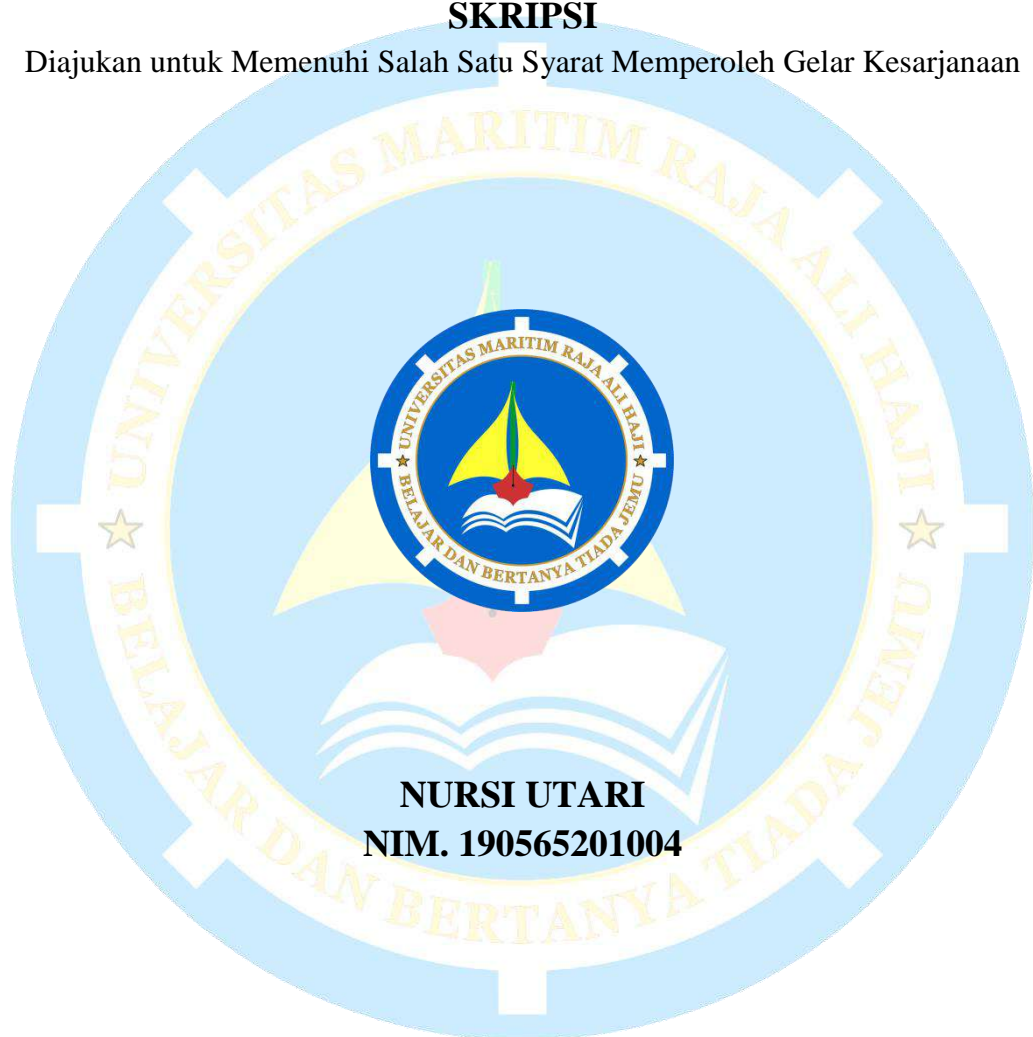 SKRIPSI
Diajukan untuk Memenuhi Salah Satu Syarat Memperoleh Gelar Kesarjanaan
UNIVERSITAS MARITIM RAJA ALI HAJI
BELAJAR DAN BERTANYA TIADA JEMU
UNIVERSITAS MARITIM RAJA ALI HAJI
BELAJAR DAN BERTANYA TIADA JEMU
NURSI UTARI
NIM. 190565201004